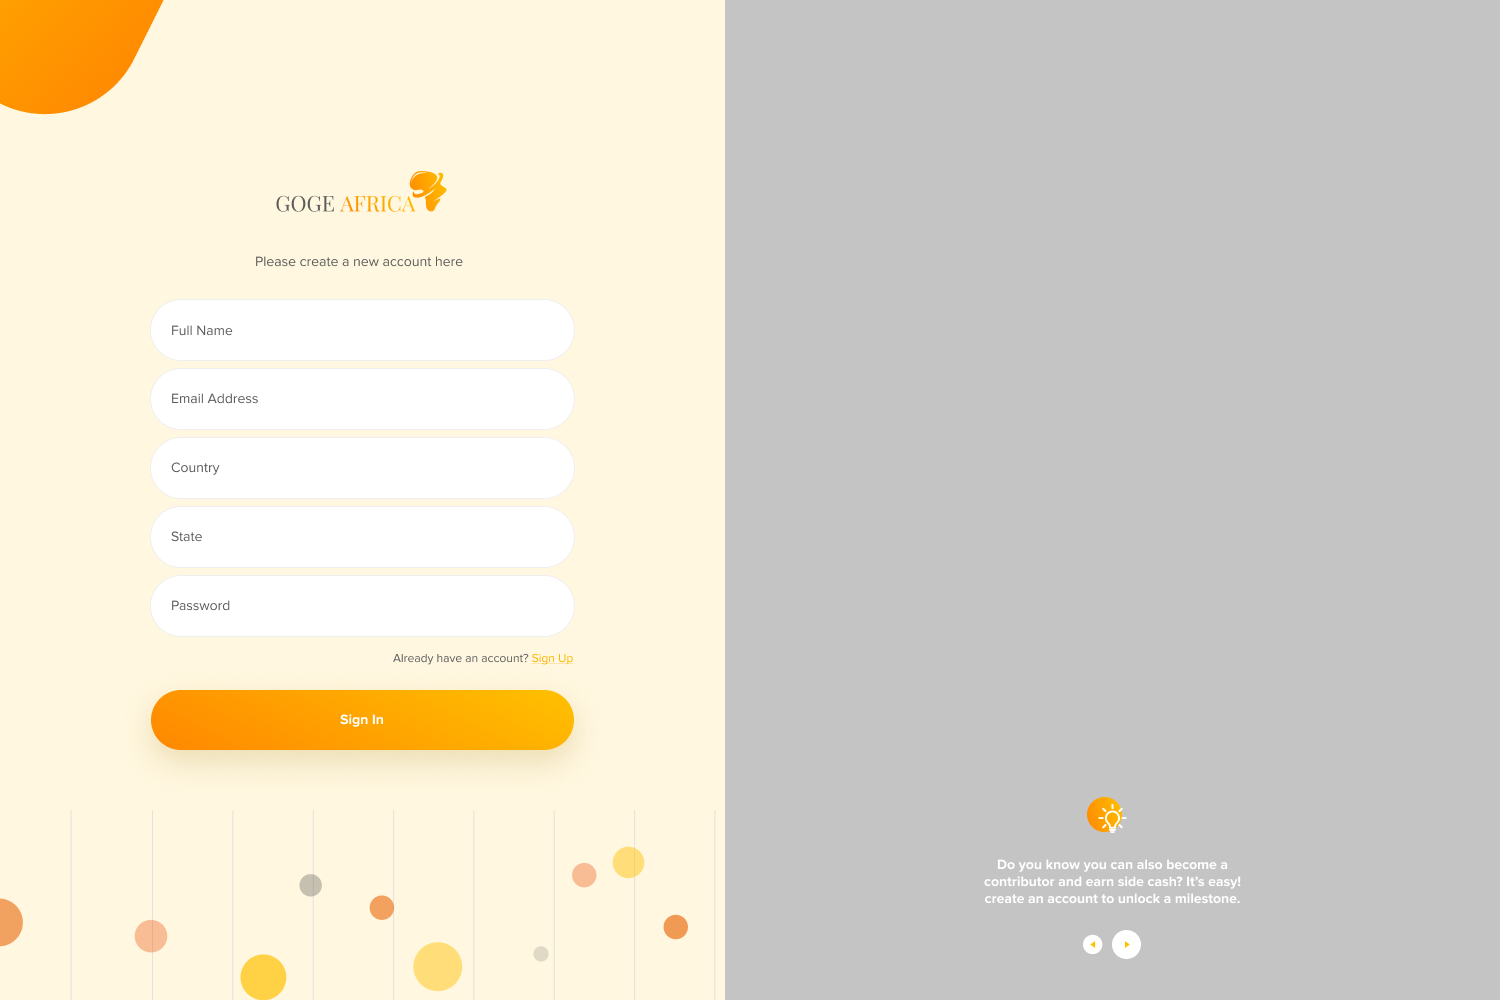 GOGE AFRICA
Please create a new account here
Full Name
Email Address
Country
State
Password
Already have an account? Sign Up
Sign In
Do you know you can also become a
contributor and earn side cash? It's easy!
create an account to unlock a milestone.